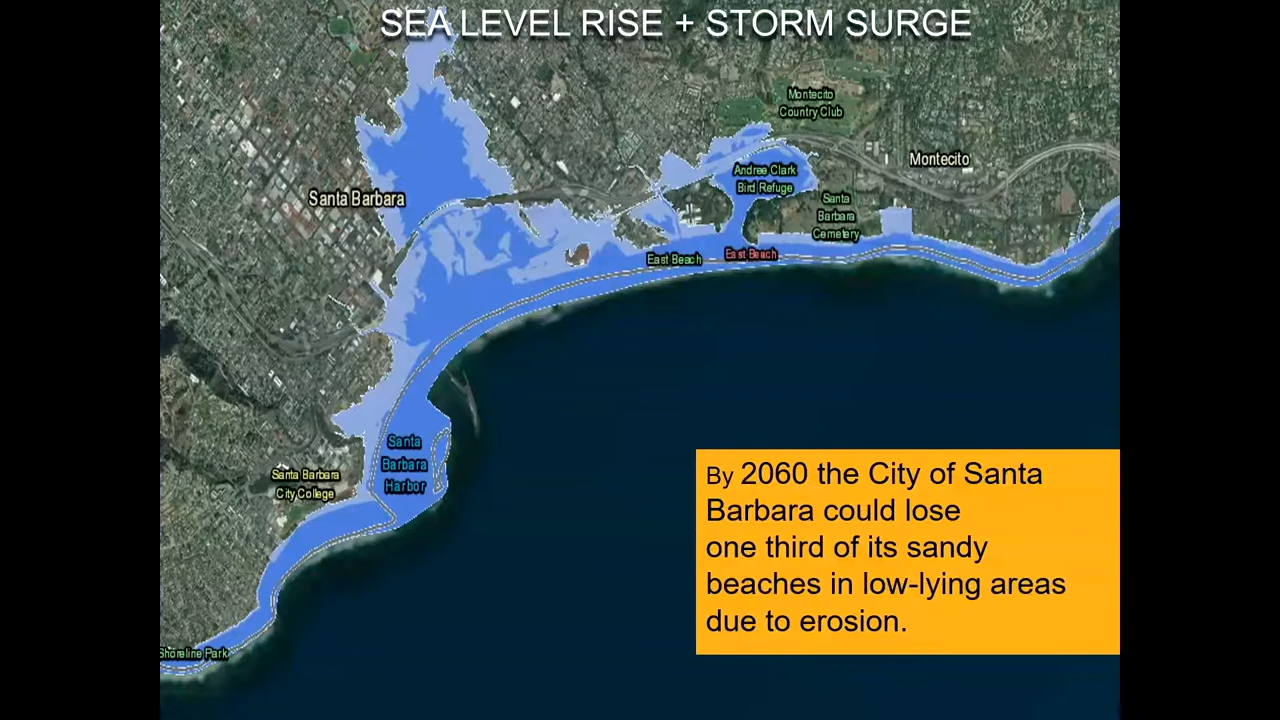 SEA LEVEL RISE + STORM SURGE
Montecito
Country Club
Montecito
Andree Clark
Bird Refuge
Santa Barbara
Santa
Barbara
Cemetery
East Beach
East Beach
Santa
Barbara
Harbor
Santa Barbara
City College
By 2060 the City of Santa
Barbara could lose
one third of its sandy
beaches in low-lying areas
due to erosion.
Shoreline Park